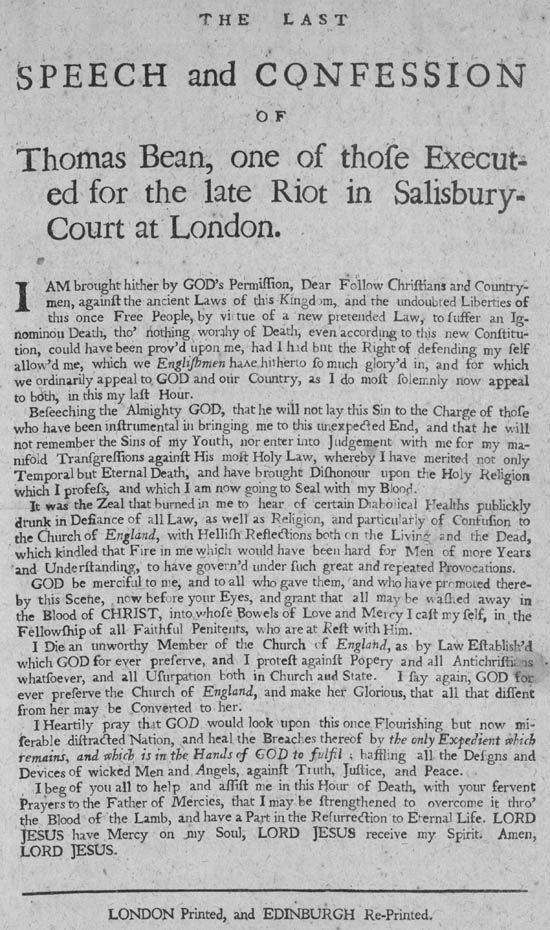 THE LAST
SPEECH and CONFESSION
OF
Thomas Bean, one of thoſe Execut-
ed for the late Riot in Salisbury-
Court at London.
I AM brought hither by GOD's Permiſſion, Dear Follow Chriſtians and Country-
men, againſt the ancient Laws of this Kingdom, and the undoubted Liberties of
this once Free People, by virtue of a new pretended Law, to ſuffer an Ig-
nominou Death, tho' nothing worthy of Death, even according to this new Conſtitu-
tion, could have been prov'd upon me, had I had but the Right of defending my ſelf
allow'd me, which we Engliſhmen have hitherto ſo much glory'd in, and for which
we ordinarily appeal to GOD and our Country, as I do moſt ſolemnly now appeal
to both, in this my laſt Hour.
Beſeeching the Almighty GOD, that he will not lay this Sin to the Charge of thoſe
who have been inſtrumental in bringing me to this unexpected End, and that he will
not remember the Sins of my Youth, nor enter into Judgement with me for my ma-
nifold Tranſgreſſions againſt His moſt Holy Law, whereby I have merited not only
Temporal but Eternal Death, and have brought Diſhonour upon the Holy Religion
which I profeſs, and which I am now going to Seal with my Blood.
It was the Zeal that burned in me to hear of certain Diabolical Healths publickly
drunk in Defiance of all Law, as well as Religion, and particularly of Confuſion to
the Church of England, with Helliſh Reflections both on the Living and the Dead,
which kindled that Fire in me which would have been hard for Men of more Years
and Underſtanding, to have govern'd under ſuch great and repeated Provocations.
GOD be merciful to me, and to all who gave them, and who have promoted there-
by this Scene, now before your Eyes, and grant that all may be waſhed away in
the Blood of CHRIST, into whoſe Bowels of Love and Mercy I caſt my ſelf, in the
Fellowſhip of all Faithful Penitents, who are at Reſt with Him.
I Die an unworthy Member of the Church of England, as by Law Eſtabliſh'd
which GOD for ever preſerve, and I proteſt againſt Popery and all Antichriſtians
whatſoever, and all Uſurpation both in Church and State. I ſay again, GOD for
ever preſerve the Church of England, and make her Glorious, that all that diſſent
from her may be Converted to her.
I Heartily pray that GOD would look upon this once Flouriſhing but now mi-
ſerable diſtracted Nation, and heal the Breaches thereof by the only Expedient which
remains, and which is in the Hands of GOD to fulfil; baffling all the Deſigns and
Devices of wicked Men and Angels, againſt Truth, Juſtice, and Peace.
I beg of you all to help and aſſiſt me in this Hour of Death, with your fervent
Prayers to the Father of Mercies, that I may be ſtrengthened to overcome it thro'
the Blood of the Lamb, and have a Part in the Reſurrection to Eternal Life. LORD
JESUS have Mercy on my Soul, LORD JESUS receive my Spirit. Amen,
LORD JESUS.
LONDON Printed, and EDINBURGH Re-Printed.